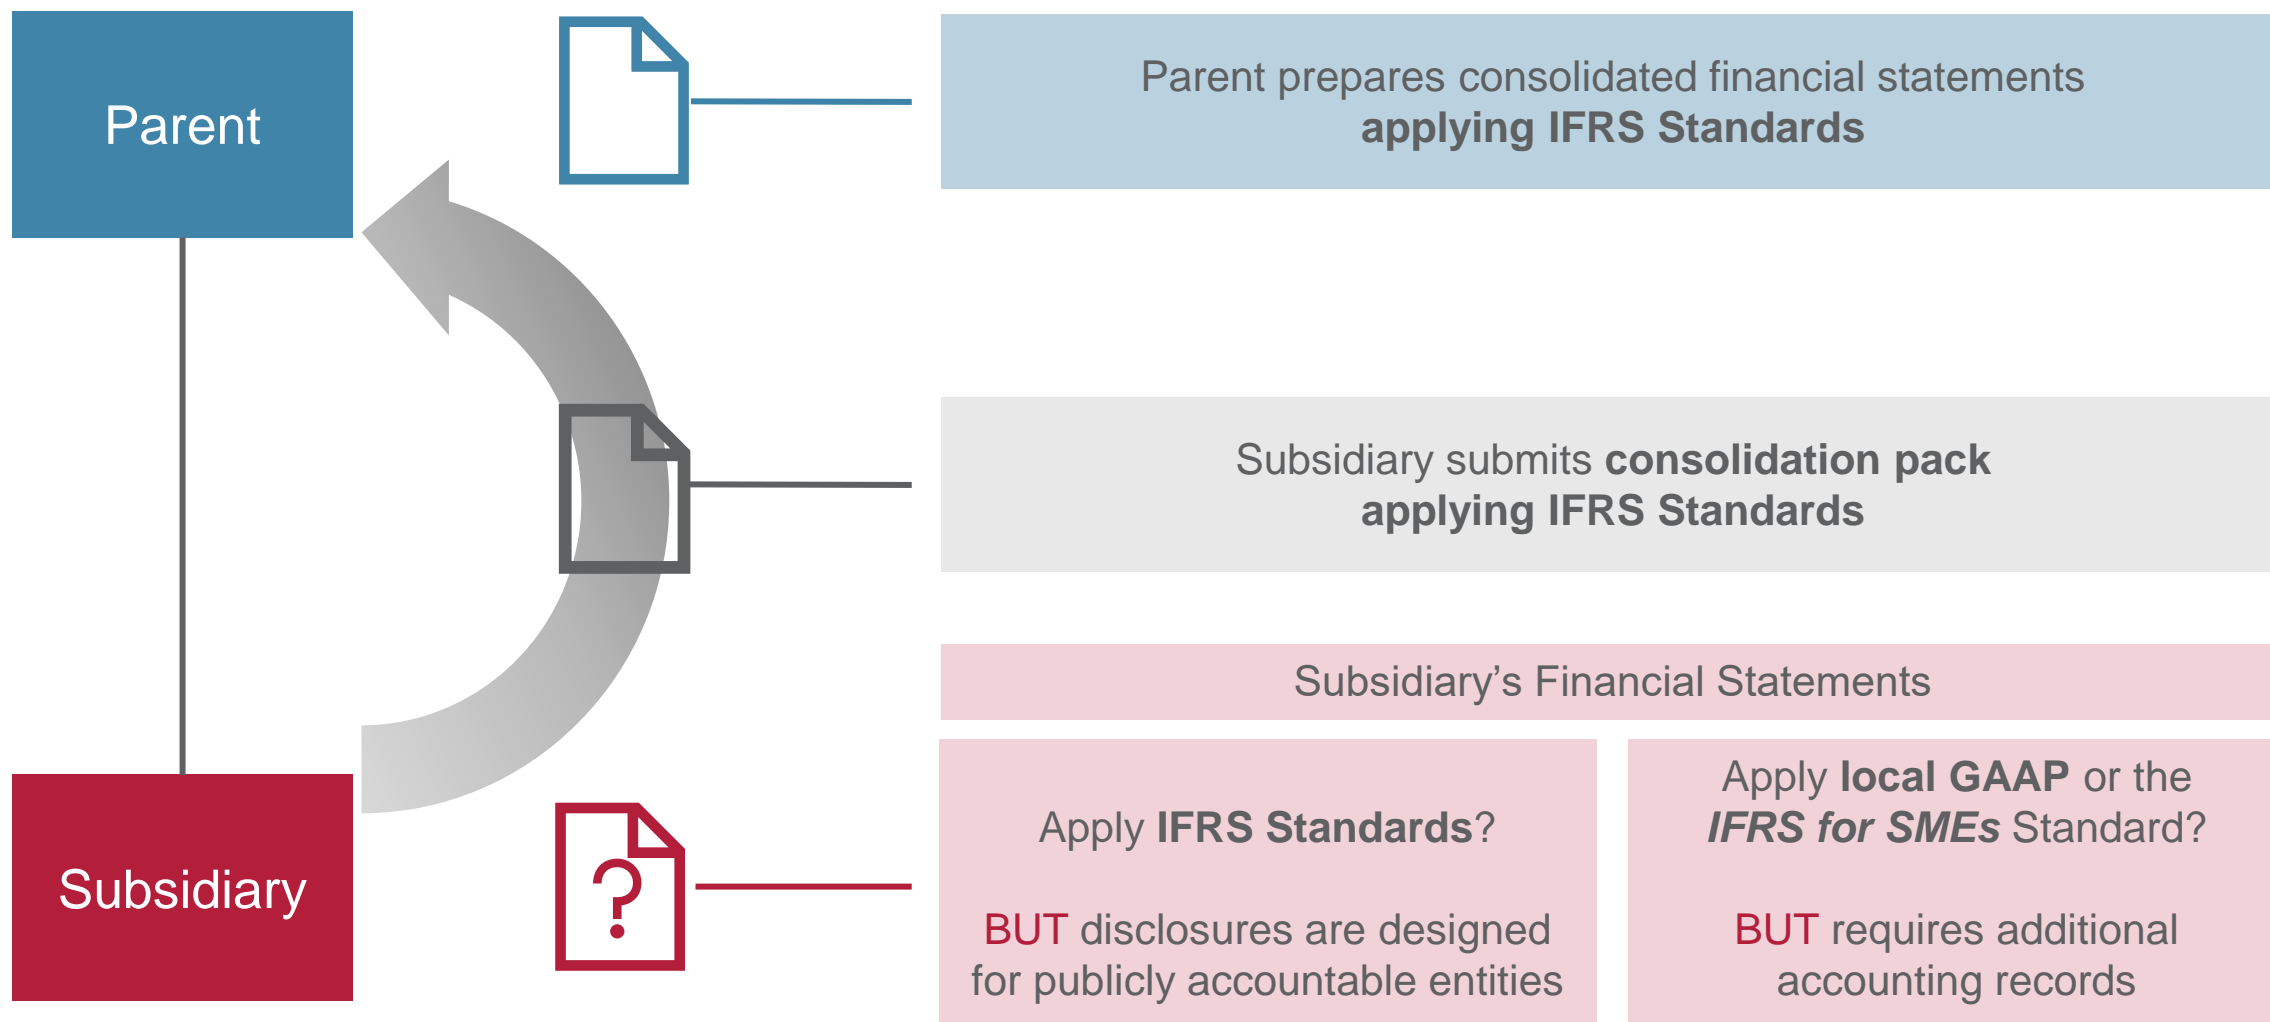 Parent
Parent prepares consolidated financial statements
applying IFRS Standards
Subsidiary submits consolidation pack
applying IFRS Standards
Subsidiary’s Financial Statements
Subsidiary
?
Apply IFRS Standards?
BUT disclosures are designed
for publicly accountable entities
Apply local GAAP or the
IFRS for SMEs Standard?
BUT requires additional
accounting records